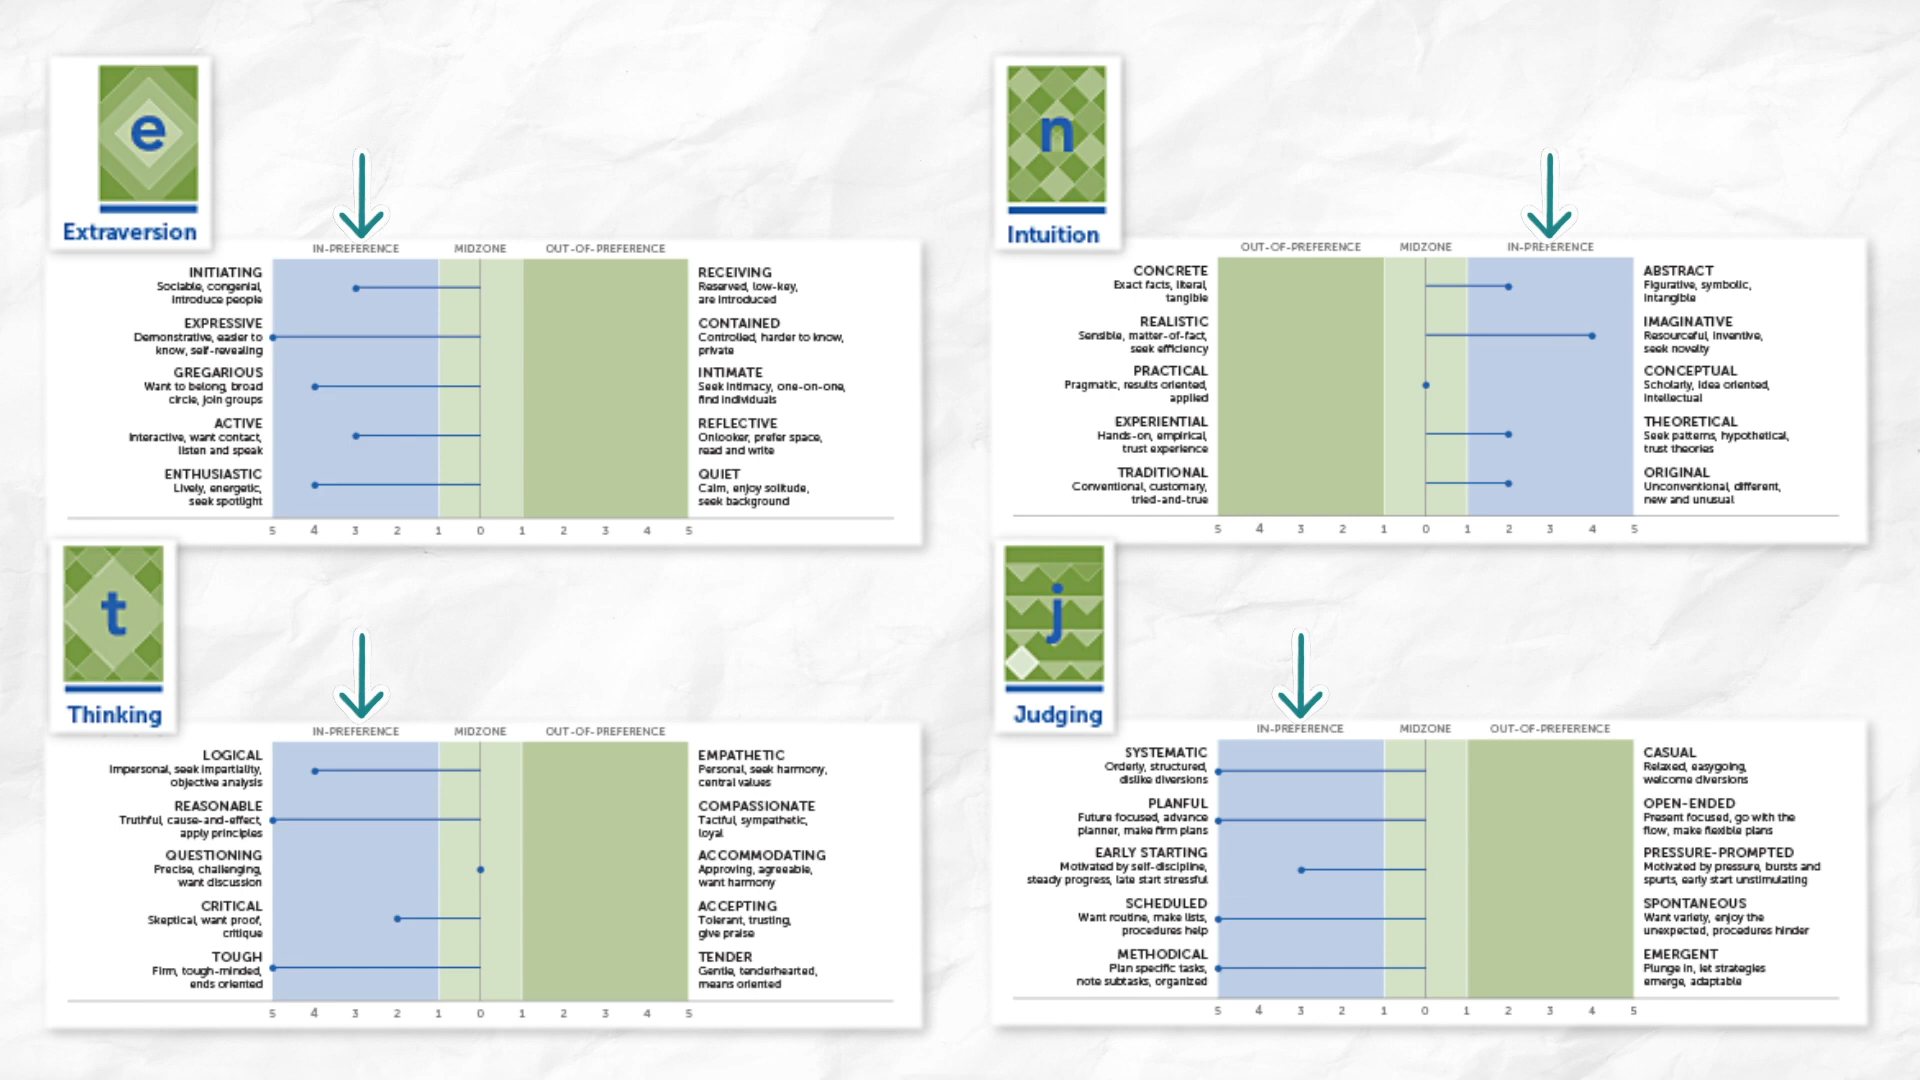 e
Extraversion
IN-PREFERENCE MIDZONE OUT-OF-PREFERENCE
INITIATING
Sociable, congenial,
introduce people
RECEIVING
Reserved, low-key,
are introduced
EXPRESSIVE
Demonstrative, easier to
know, self-revealing
CONTAINED
Controlled, harder to know,
private
GREGARIOUS
Want to belong, broad
circle, join groups
INTIMATE
Seek intimacy, one-on-one,
find individuals
ACTIVE
Interactive, want contact,
listen and speak
REFLECTIVE
Onlooker, prefer space,
read and write
ENTHUSIASTIC
Lively, energetic,
seek spotlight
QUIET
Calm, enjoy solitude,
seek background
5 4 3 2 1 0 1 2 3 4 5
n
Intuition
OUT-OF-PREFERENCE MIDZONE IN-PREFERENCE
CONCRETE
Exact facts, literal,
tangible
ABSTRACT
Figurative, symbolic,
intangible
REALISTIC
Sensible, matter-of-fact,
seek efficiency
IMAGINATIVE
Resourceful, inventive,
seek novelty
PRACTICAL
Pragmatic, results oriented,
applied
CONCEPTUAL
Scholarly, idea oriented,
intellectual
EXPERIENTIAL
Hands-on, empirical,
trust experience
THEORETICAL
Seek patterns, hypothetical,
trust theories
TRADITIONAL
Conventional, customary,
tried-and-true
ORIGINAL
Unconventional, different,
new and unusual
5 4 3 2 1 0 1 2 3 4 5
t
Thinking
IN-PREFERENCE MIDZONE OUT-OF-PREFERENCE
LOGICAL
Impersonal, seek impartiality,
objective analysis
EMPATHETIC
Personal, seek harmony,
central values
REASONABLE
Truthful, cause-and-effect,
apply principles
COMPASSIONATE
Tactful, sympathetic,
loyal
QUESTIONING
Precise, challenging,
want discussion
ACCOMMODATING
Approving, agreeable,
want harmony
CRITICAL
Skeptical, want proof,
critique
ACCEPTING
Tolerant, trusting,
give praise
TOUGH
Firm, tough-minded,
ends oriented
TENDER
Gentle, tenderhearted,
means oriented
5 4 3 2 1 0 1 2 3 4 5
j
Judging
IN-PREFERENCE MIDZONE OUT-OF-PREFERENCE
SYSTEMATIC
Orderly, structured,
dislike diversions
CASUAL
Relaxed, easygoing,
welcome diversions
PLANFUL
Future focused, advance
planner, make firm plans
OPEN-ENDED
Present focused, go with the
flow, make flexible plans
EARLY STARTING
Motivated by self-discipline,
steady progress, late start stressful
PRESSURE-PROMPTED
Motivated by pressure, bursts and
spurts, early start unstimulating
SCHEDULED
Want routine, make lists,
procedures help
SPONTANEOUS
Want variety, enjoy the
unexpected, procedures hinder
METHODICAL
Plan specific tasks,
note subtasks, organized
EMERGENT
Plunge in, let strategies
emerge, adaptable
5 4 3 2 1 0 1 2 3 4 5